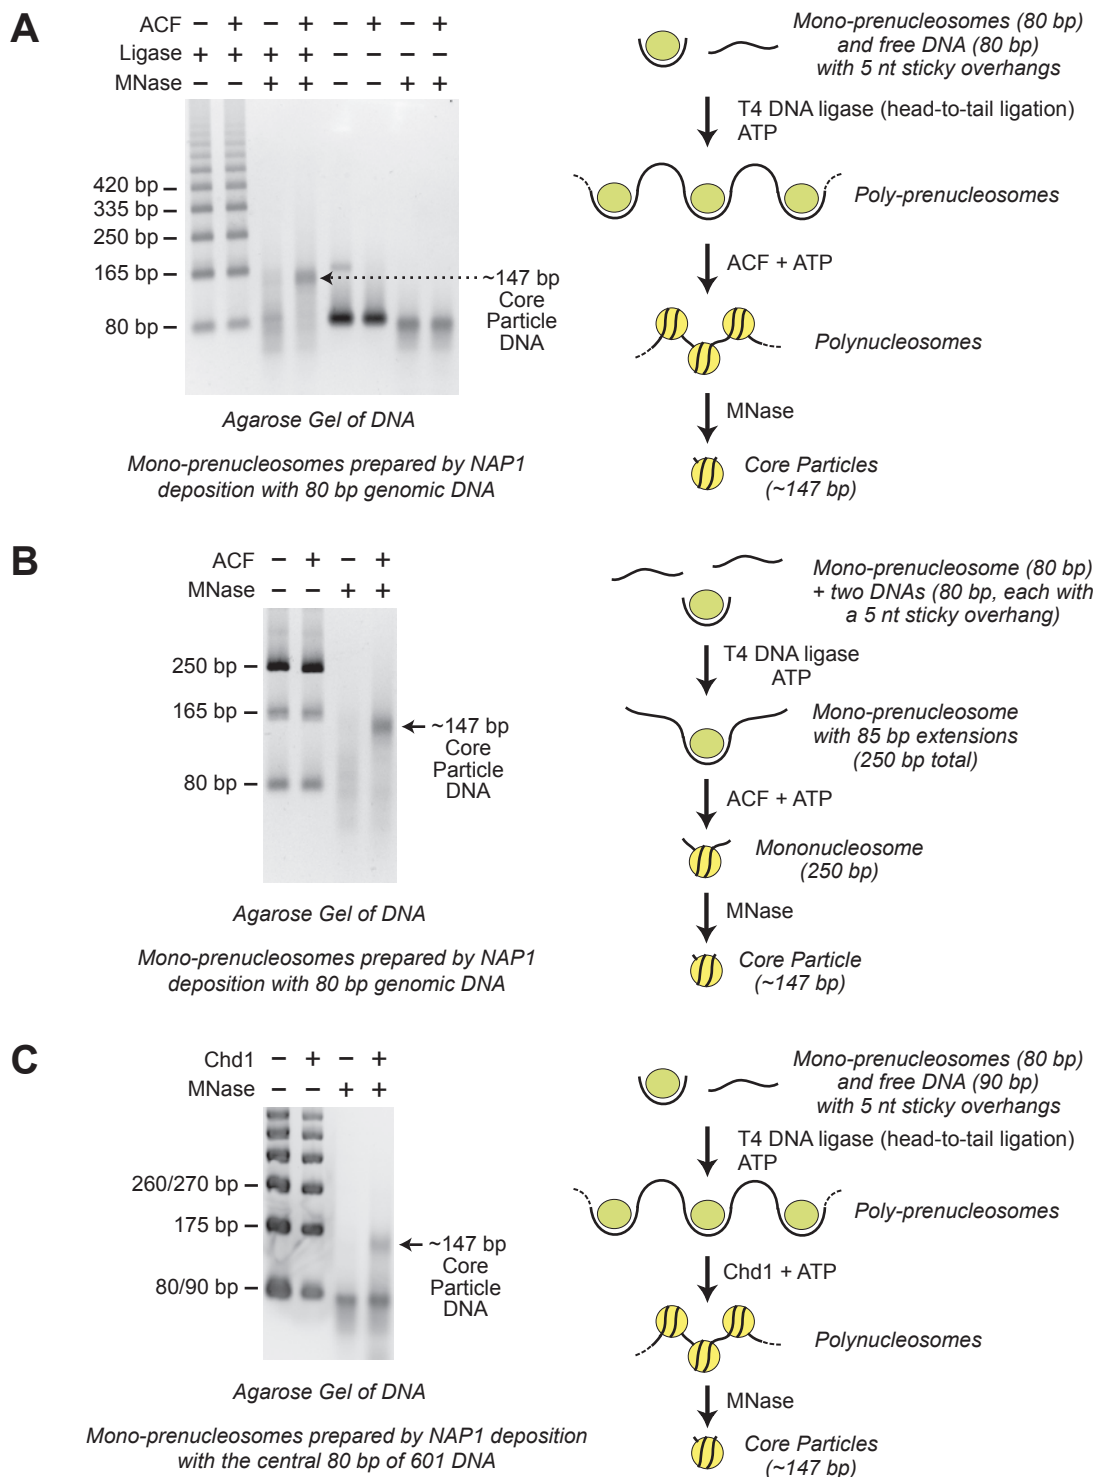 A
ACF − + − + − + − +
Ligase + + + + − − − −
MNase − − + + − − + +
420 bp
335 bp
250 bp
165 bp
80 bp
~147 bp
Core
Particle
DNA
Agarose Gel of DNA
Mono-prenucleosomes prepared by NAP1
deposition with 80 bp genomic DNA
Mono-prenucleosomes (80 bp)
and free DNA (80 bp)
with 5 nt sticky overhangs
T4 DNA ligase (head-to-tail ligation)
ATP
Poly-prenucleosomes
ACF + ATP
Polynucleosomes
MNase
Core Particles
(~147 bp)
B
ACF − + − +
MNase − − + +
250 bp
165 bp
80 bp
~147 bp
Core
Particle
DNA
Agarose Gel of DNA
Mono-prenucleosomes prepared by NAP1
deposition with 80 bp genomic DNA
Mono-prenucleosome (80 bp)
+ two DNAs (80 bp, each with
a 5 nt sticky overhang)
T4 DNA ligase
ATP
Mono-prenucleosome
with 85 bp extensions
(250 bp total)
ACF + ATP
Mononucleosome
(250 bp)
MNase
Core Particle
(~147 bp)
C
Chd1 − + − +
MNase − − + +
260/270 bp
175 bp
80/90 bp
~147 bp
Core
Particle
DNA
Agarose Gel of DNA
Mono-prenucleosomes prepared by NAP1 deposition
with the central 80 bp of 601 DNA
Mono-prenucleosomes (80 bp)
and free DNA (90 bp)
with 5 nt sticky overhangs
T4 DNA ligase (head-to-tail ligation)
ATP
Poly-prenucleosomes
Chd1 + ATP
Polynucleosomes
MNase
Core Particles
(~147 bp)